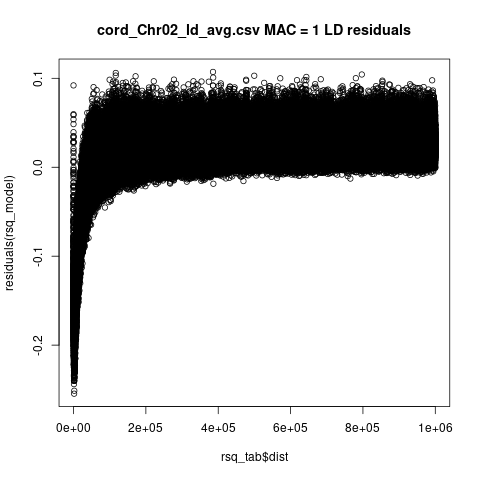 cord_Chr02_ld_avg.csv MAC = 1 LD residuals
residuals(rsq_model)
0.1
0.0
-0.1
-0.2
0e+00 2e+05 4e+05 6e+05 8e+05 1e+06
rsq_tab$dist